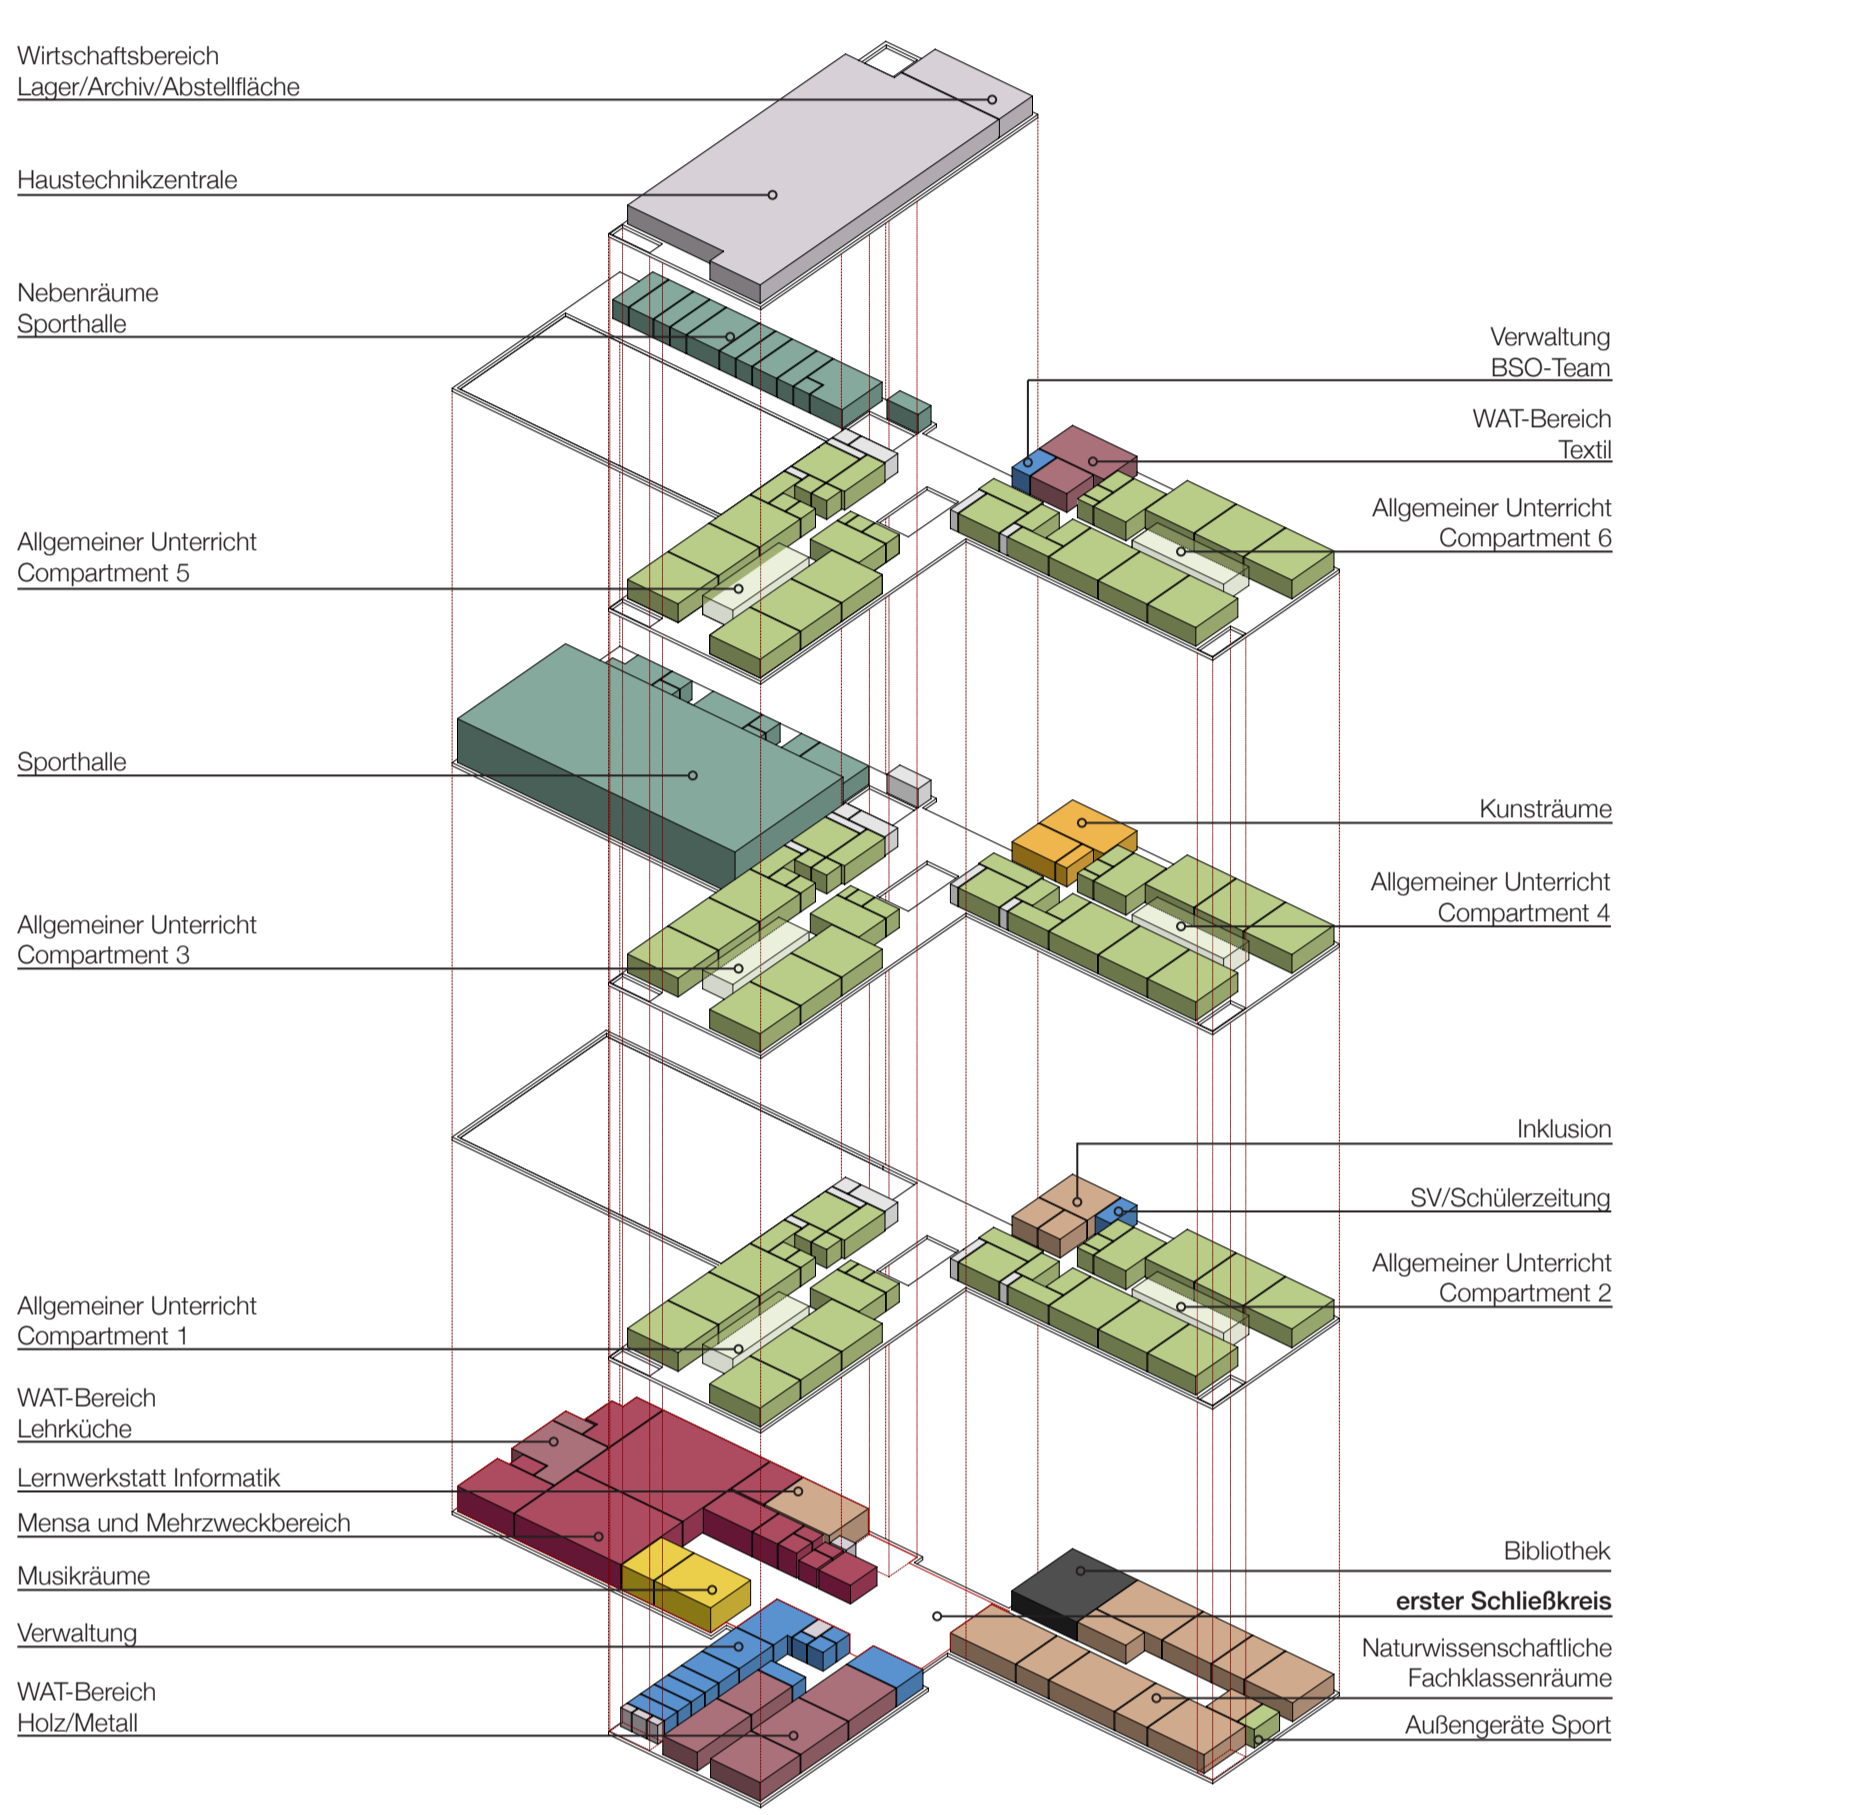 Wirtschaftsbereich
Lager/Archiv/Abstellfläche
Haustechnikzentrale
Nebenräume
Sporthalle
Verwaltung
BSO-Team
WAT-Bereich
Textil
Allgemeiner Unterricht
Compartment 6
Allgemeiner Unterricht
Compartment 5
Sporthalle
Kunsträume
Allgemeiner Unterricht
Compartment 4
Allgemeiner Unterricht
Compartment 3
Inklusion
SV/Schülerzeitung
Allgemeiner Unterricht
Compartment 2
Allgemeiner Unterricht
Compartment 1
WAT-Bereich
Lehrküche
Lernwerkstatt Informatik
Mensa und Mehrzweckbereich
Musikräume
Verwaltung
WAT-Bereich
Holz/Metall
Bibliothek
erster Schließkreis
Naturwissenschaftliche
Fachklassenräume
Außengeräte Sport